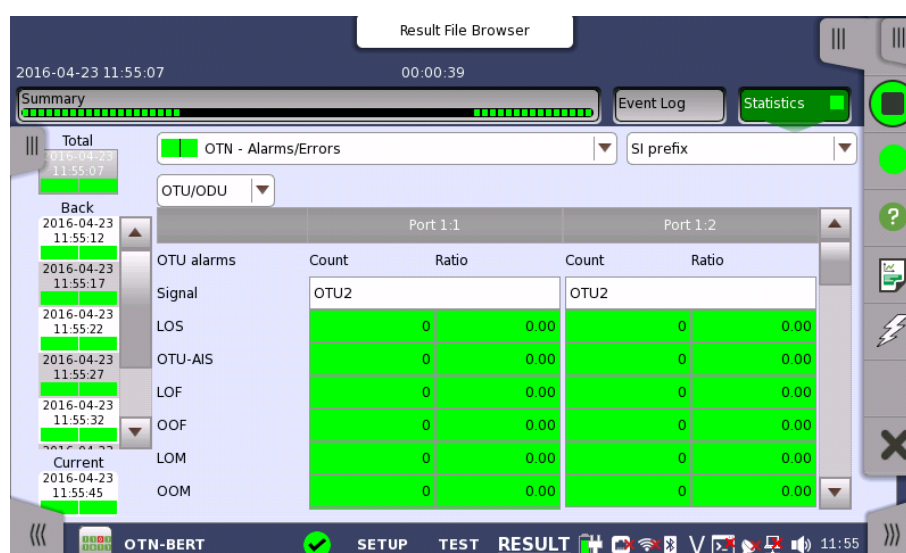 Result File Browser
2016-04-23 11:55:07 00:00:39
Summary Event Log Statistics
Total
2016-04-23
11:55:07
OTN - Alarms/Errors SI prefix
OTU/ODU
Back
2016-04-23
11:55:12
2016-04-23
11:55:17
2016-04-23
11:55:22
2016-04-23
11:55:27
2016-04-23
11:55:32
Current
2016-04-23
11:55:45
Port 1:1 Port 1:2
OTU alarms Count Ratio Count Ratio
Signal OTU2 OTU2
LOS 0 0.00 0 0.00
OTU-AIS 0 0.00 0 0.00
LOF 0 0.00 0 0.00
OOF 0 0.00 0 0.00
LOM 0 0.00 0 0.00
OOM 0 0.00 0 0.00
OTN-BERT SETUP TEST RESULT V 11:55